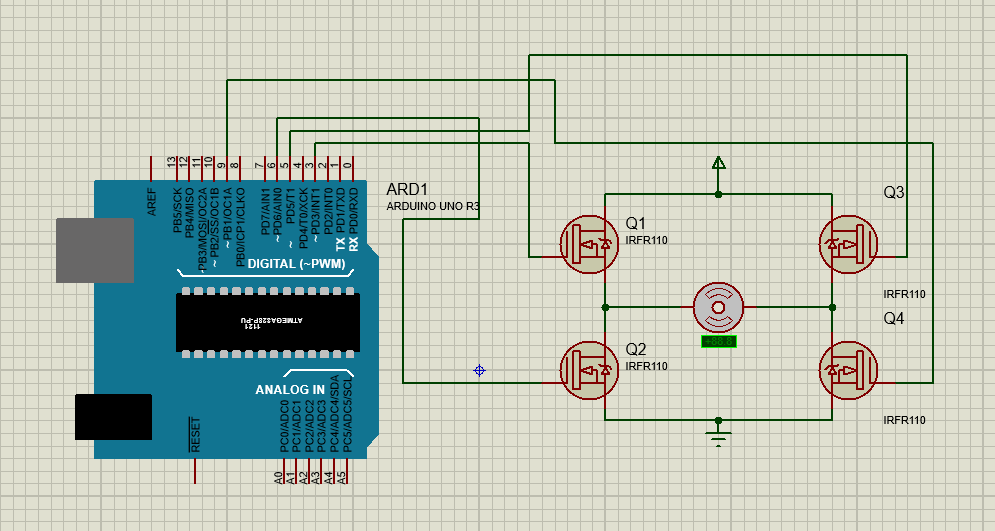 13
12
11
10
9
8
7
6
5
4
3
2
1
0
AREF
PB5/SCK
PB4/MISO
PB3/MOSI/OC2A
~ PB2/SS/OC1B
~ PB1/OC1A
PB0/ICP1/CLKO
PD7/AIN1
~ PD6/AIN0
~ PD5/T1
PD4/T0/XCK
~ PD3/INT1
PD2/INT0
TX PD1/TXD
RX PD0/RXD
DIGITAL (~PWM)
ARD1
ARDUINO UNO R3
1121
ATMEGA328P-PU
ANALOG IN
RESET
PC0/ADC0
PC1/ADC1
PC2/ADC2
PC3/ADC3
PC4/ADC4/SDA
PC5/ADC5/SCL
A0
A1
A2
A3
A4
A5
Q1
IRFR110
Q3
IRFR110
Q2
IRFR110
Q4
IRFR110
+88.8